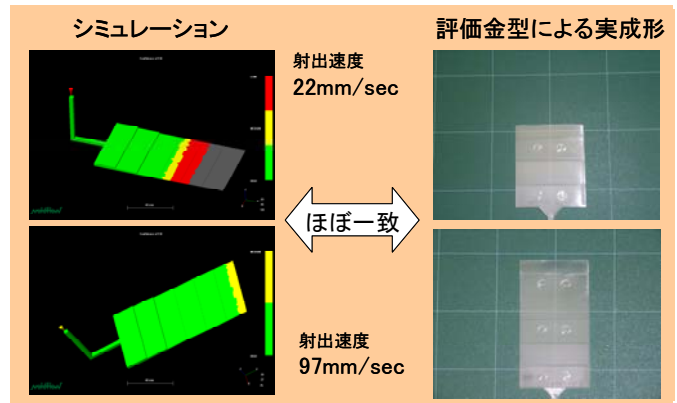 シミュレーション
評価金型による実成形
射出速度
22mm/sec
ほぼ一致
射出速度
97mm/sec